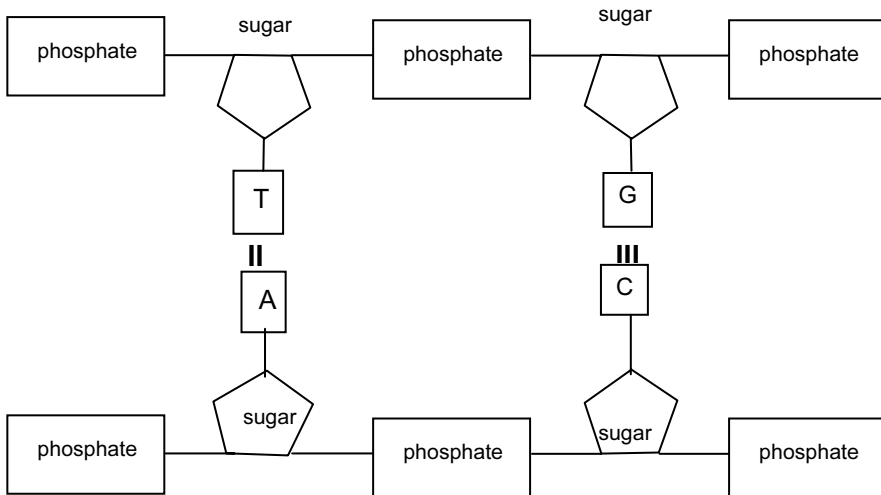 sugar
sugar
phosphate
phosphate
phosphate
T
G
II
III
A
C
sugar
sugar
phosphate
phosphate
phosphate